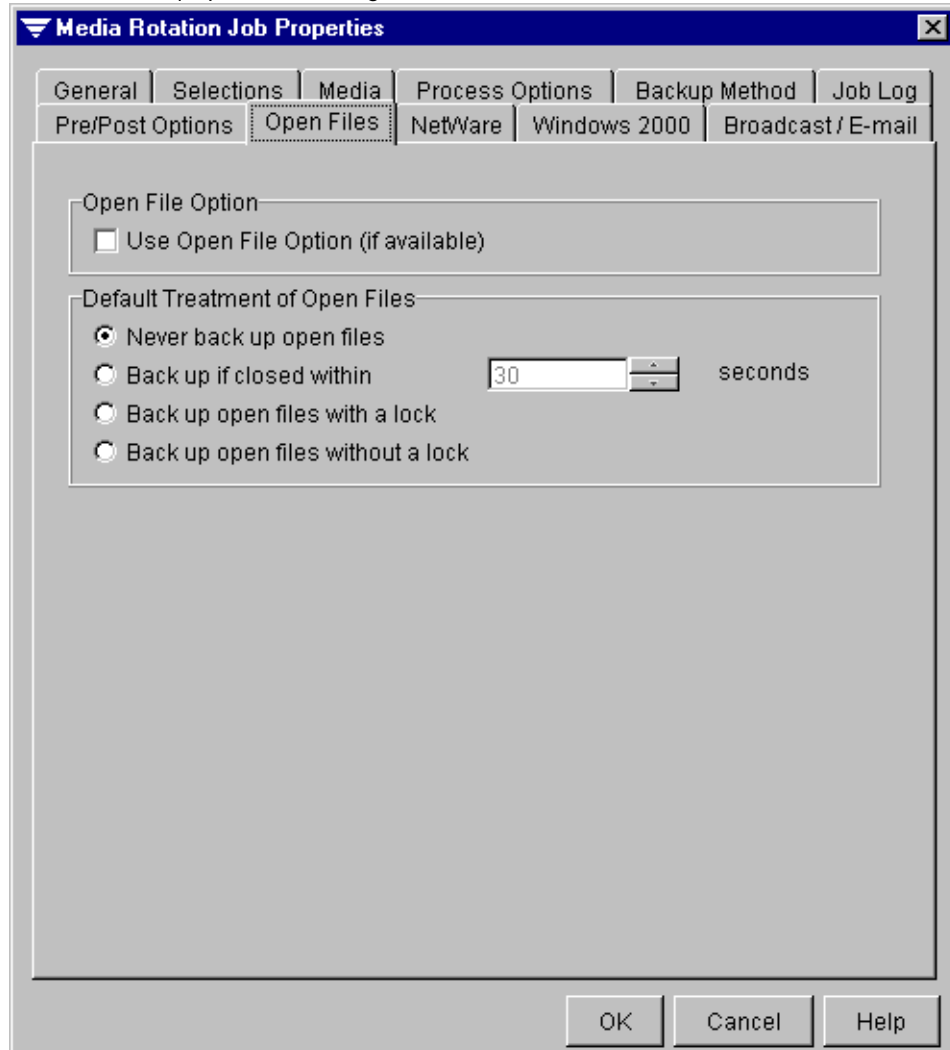 Media Rotation Job Properties
General Selections Media Process Options Backup Method Job Log
Pre/Post Options Open Files NetWare Windows 2000 Broadcast / E-mail
Open File Option
Use Open File Option (if available)
Default Treatment of Open Files
Never back up open files
Back up if closed within 30 seconds
Back up open files with a lock
Back up open files without a lock
OK Cancel Help